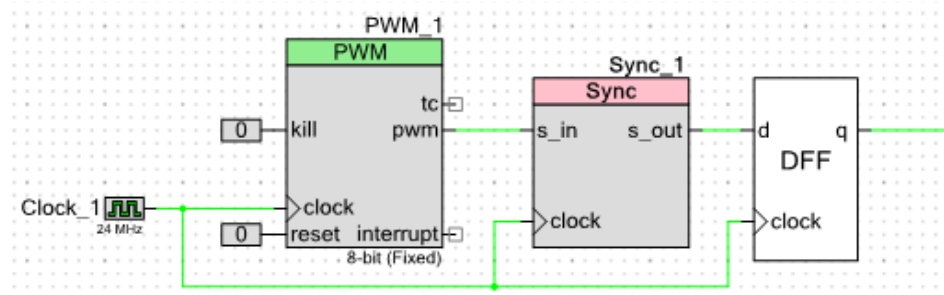 PWM_1
PWM
tc
0 kill pwm
Clock_1
24 MHz
clock
0 reset interrupt
8-bit (Fixed)
Sync_1
Sync
s_in s_out
clock
d q
DFF
clock